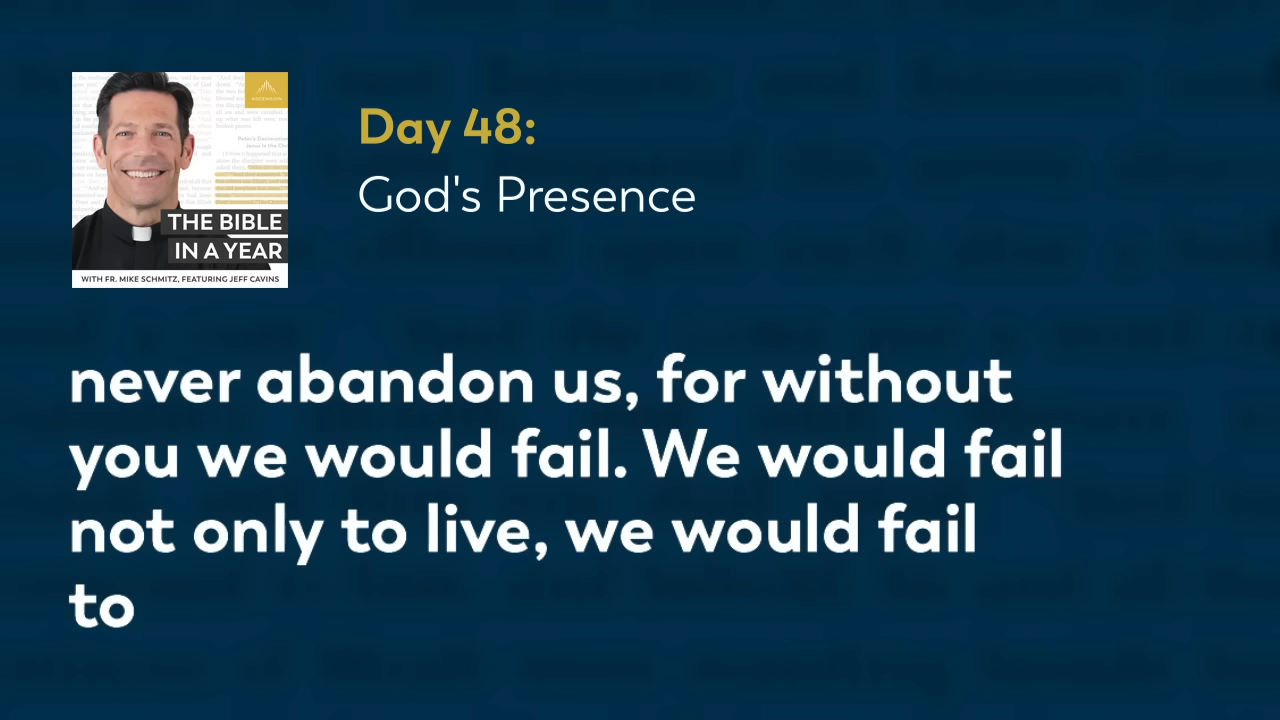 ASCENSION
THE BIBLE
IN A YEAR
WITH FR. MIKE SCHMITZ, FEATURING JEFF CAVINS
Day 48:
God's Presence
never abandon us, for without
you we would fail. We would fail
not only to live, we would fail
to